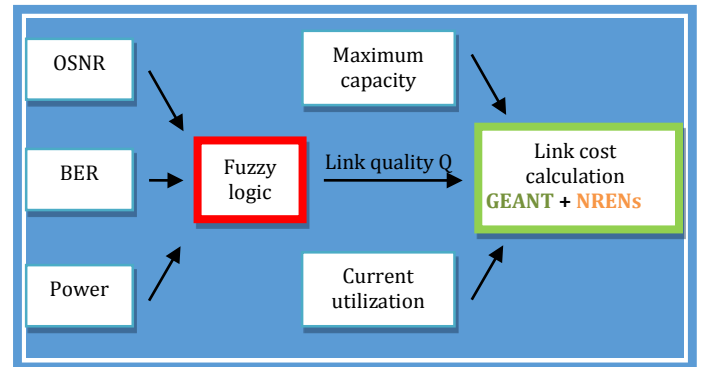 OSNR
Maximum
capacity
BER
Fuzzy
logic
Link quality Q
Link cost
calculation
GEANT + NRENs
Power
Current
utilization